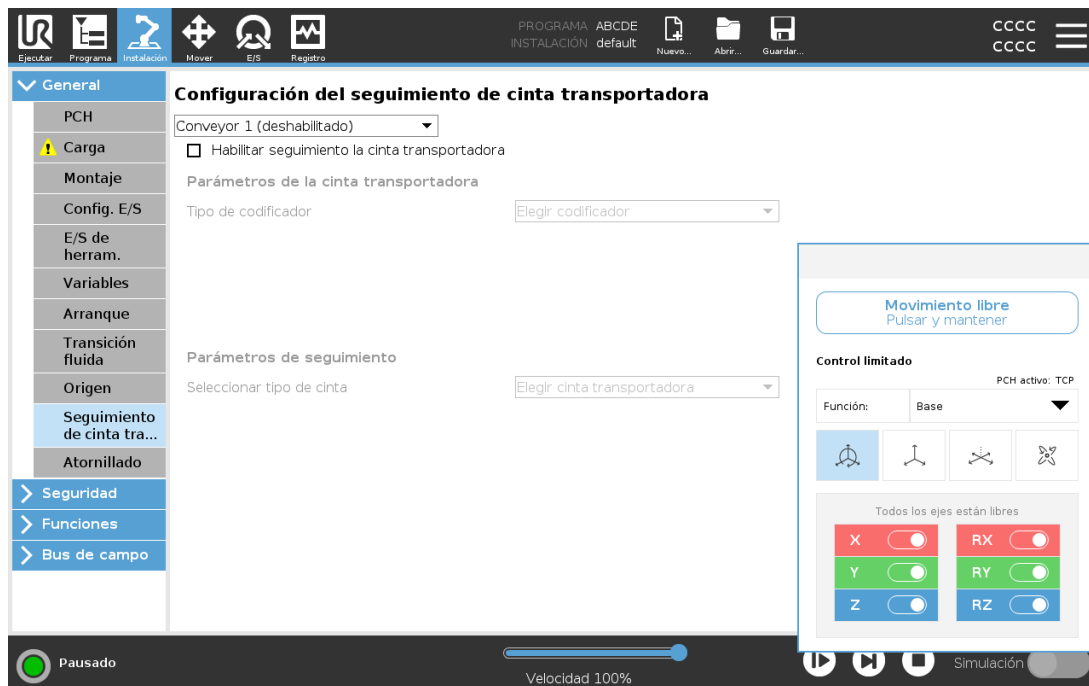 UR
Ejecutar
Programa
Instalación
Mover
E/S
Registro
PROGRAMA ABCDE
INSTALACIÓN default
Nuevo...
Abrir...
Guardar...
CCCC
CCCC
General
PCH
Carga
Montaje
Config. E/S
E/S de
herram.
Variables
Arranque
Transición
fluida
Origen
Seguimiento
de cinta tra...
Atornillado
Seguridad
Funciones
Bus de campo
Configuración del seguimiento de cinta transportadora
Conveyor 1 (deshabilitado)
Habilitar seguimiento la cinta transportadora
Parámetros de la cinta transportadora
Tipo de codificador
Elegir codificador
Parámetros de seguimiento
Seleccionar tipo de cinta
Elegir cinta transportadora
Movimiento libre
Pulsar y mantener
Control limitado
PCH activo: TCP
Función:
Base
Todos los ejes están libres
X
RX
Y
RY
Z
RZ
Pausado
Velocidad 100%
Simulación